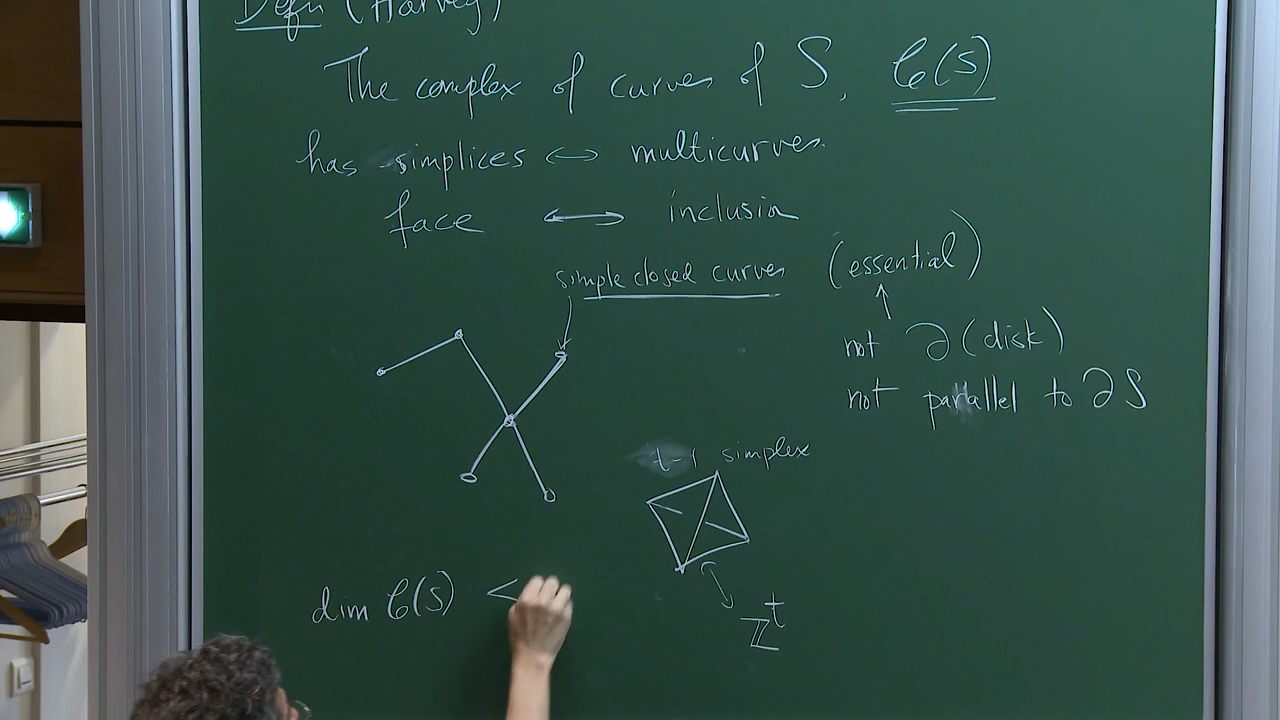 Defn (Harvey)
The complex of curves of S, 𝒞(S)
has simplices ↔ multicurves.
face ↔ inclusion
simple closed curves (essential)
not ∂(disk)
not parallel to ∂S
t-1 simplex
dim 𝒞(S) <
ℤ^t